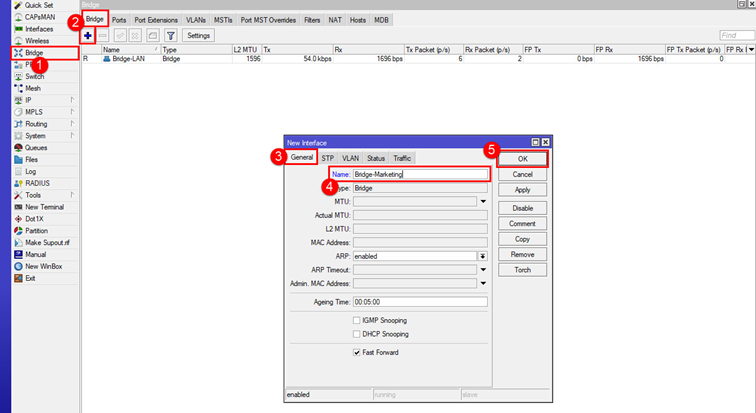 Quick Set
CAPsMAN
Interfaces
Wireless
Bridge
Switch
Mesh
IP
MPLS
Routing
System
Queues
Files
Log
RADIUS
Tools
New Terminal
Dot1X
Partition
Make Supout.rif
Manual
New WinBox
Exit
1
Bridge
2
Bridge Ports Port Extensions VLANs MSTIs Port MST Overrides Filters NAT Hosts MDB
Settings
Find
Name Type L2 MTU Tx Rx Tx Packet (p/s) Rx Packet (p/s) FP Tx FP Rx FP Tx Packet (p/s) FP Rx
R Bridge-LAN Bridge 1596 54.0 kbps 1696 bps 6 2 0 bps 1696 bps 0
New Interface
3
General STP VLAN Status Traffic
4
Name: Bridge-Marketing
Type: Bridge
MTU:
Actual MTU:
L2 MTU:
MAC Address:
ARP: enabled
ARP Timeout:
Admin. MAC Address:
Ageing Time: 00:05:00
IGMP Snooping
DHCP Snooping
Fast Forward
5
OK
Cancel
Apply
Disable
Comment
Copy
Remove
Torch
enabled running slave